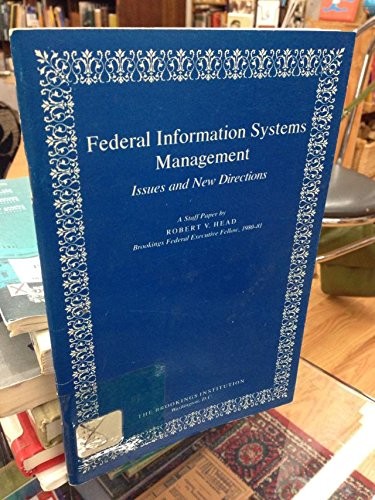 Federal Information Systems
Management
Issues and New Directions
A Staff Paper by
ROBERT V. HEAD
Brookings Federal Executive Fellow, 1980-81
THE BROOKINGS INSTITUTION
Washington, D.C.